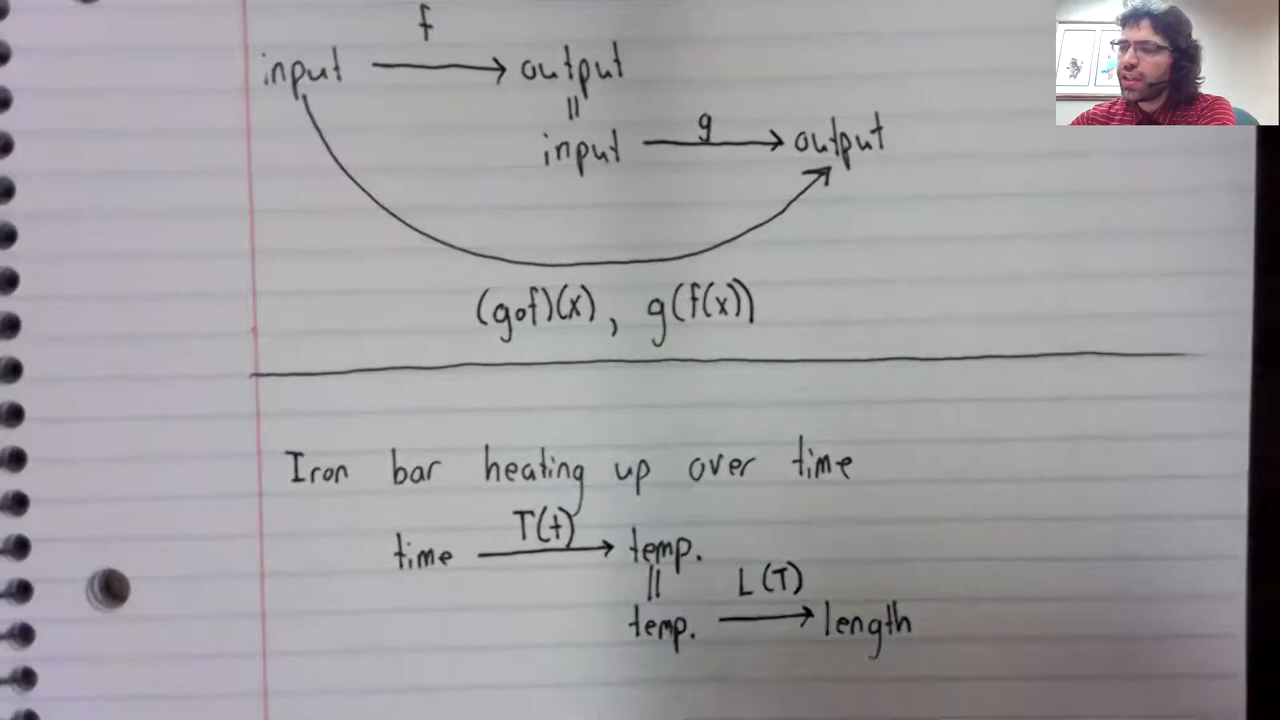 f
input → output
||
input → output
g
(g∘f)(x), g(f(x))
Iron bar heating up over time
T(t)
time → temp.
||
L(T)
temp. → length